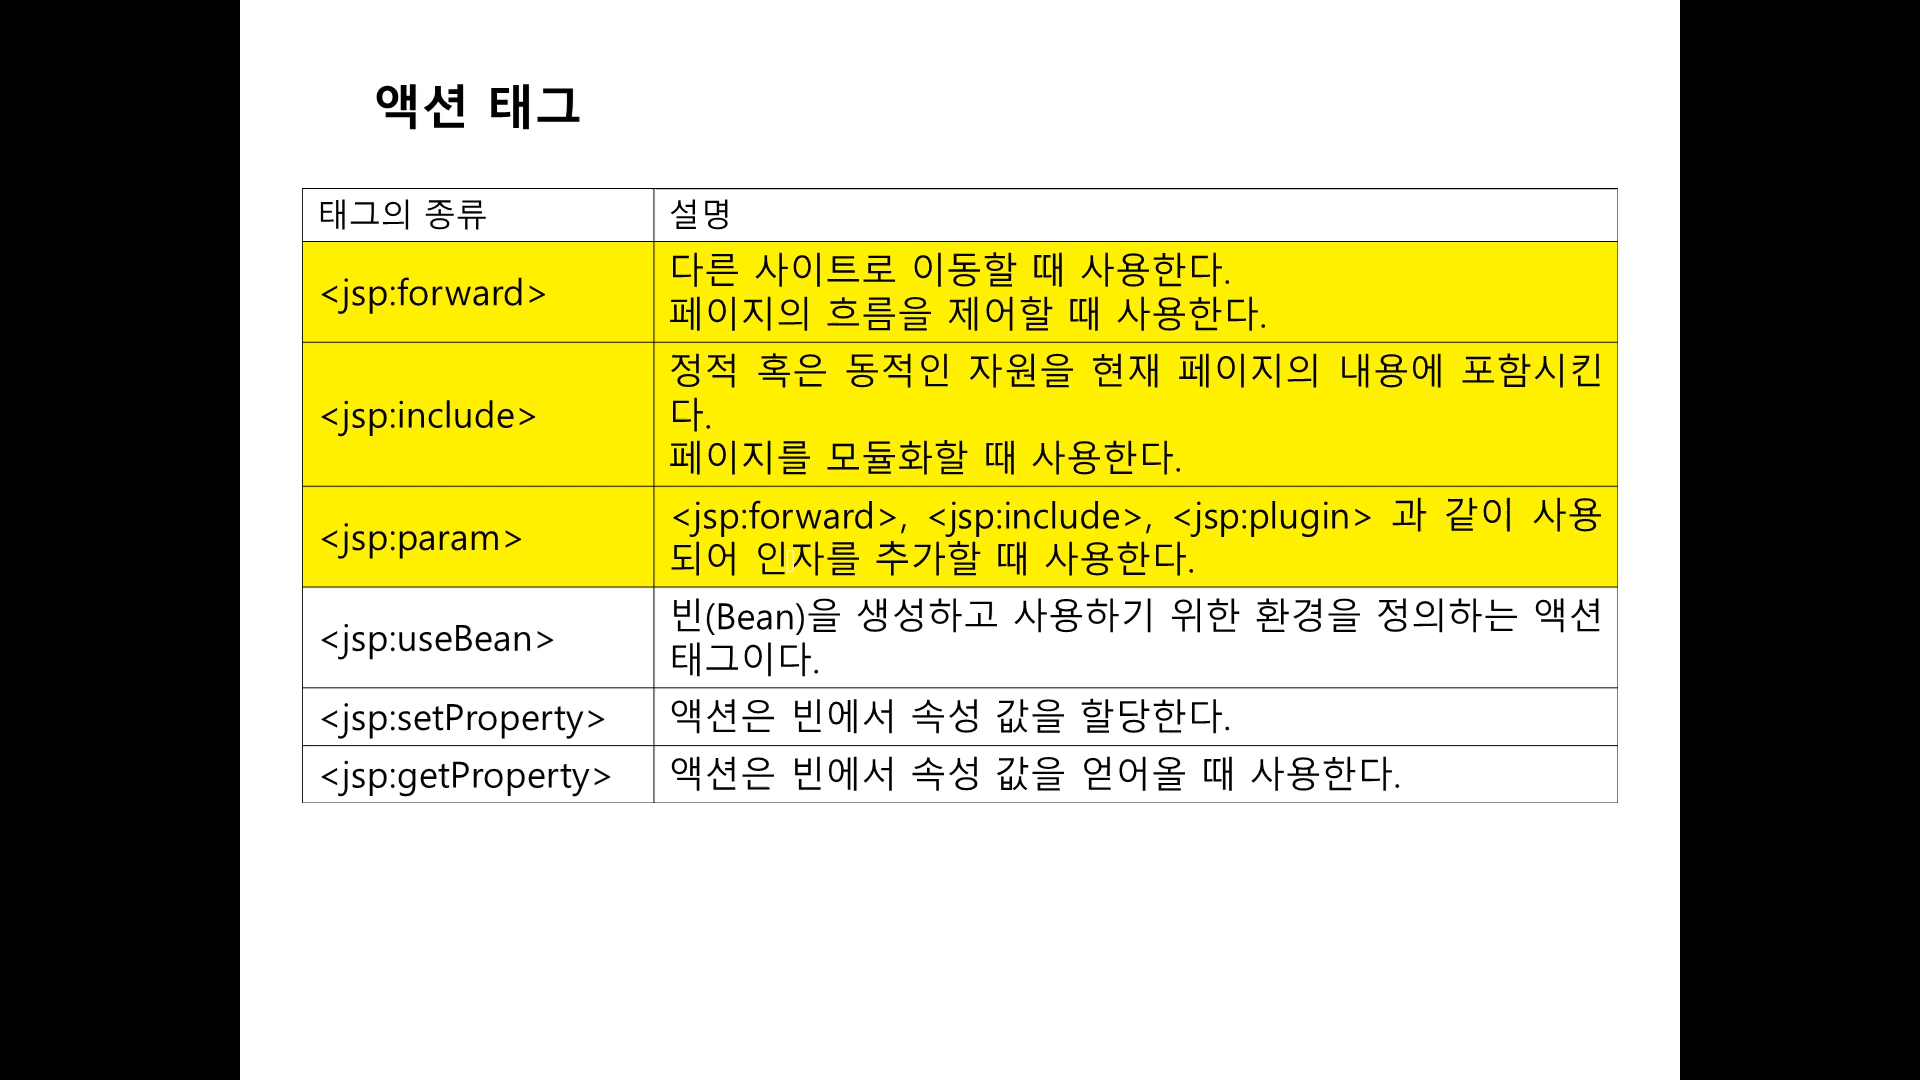 액션 태그
태그의 종류
설명
<jsp:forward>
다른 사이트로 이동할 때 사용한다.
페이지의 흐름을 제어할 때 사용한다.
<jsp:include>
정적 혹은 동적인 자원을 현재 페이지의 내용에 포함시킨
다.
페이지를 모듈화할 때 사용한다.
<jsp:param>
<jsp:forward>, <jsp:include>, <jsp:plugin> 과 같이 사용
되어 인자를 추가할 때 사용한다.
<jsp:useBean>
빈(Bean)을 생성하고 사용하기 위한 환경을 정의하는 액션
태그이다.
<jsp:setProperty>
액션은 빈에서 속성 값을 할당한다.
<jsp:getProperty>
액션은 빈에서 속성 값을 얻어올 때 사용한다.